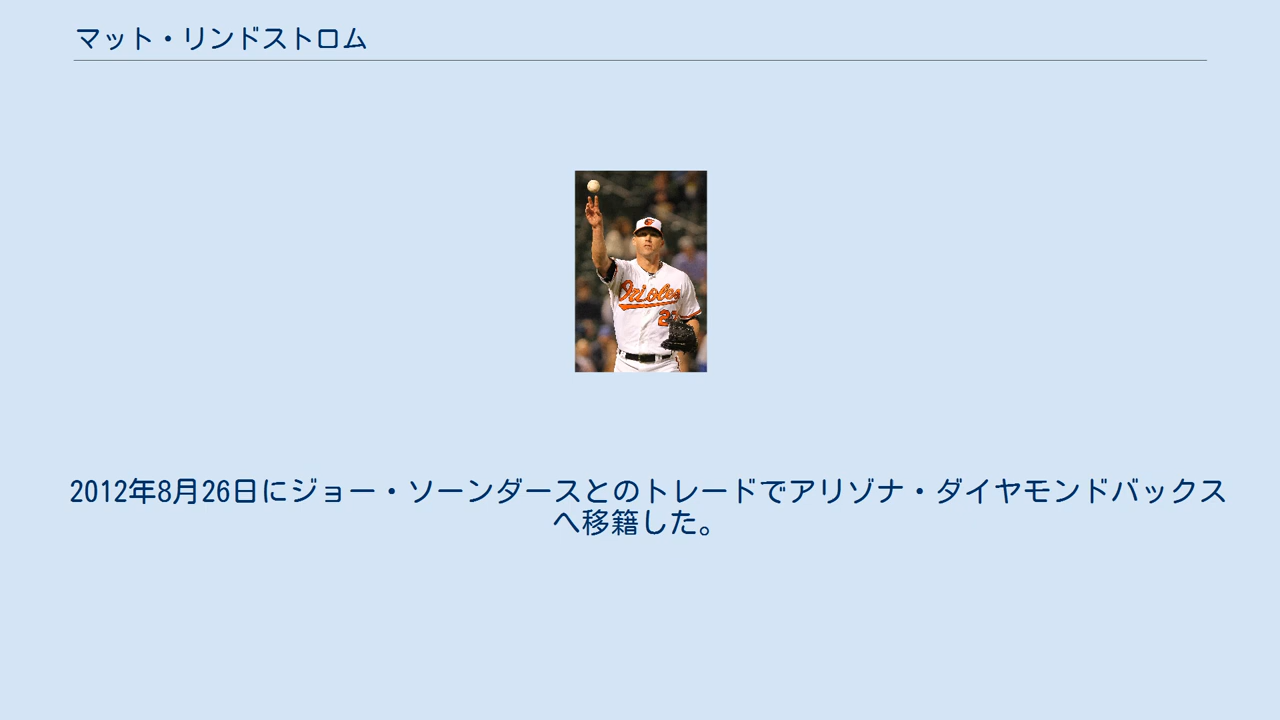 マット・リンドストロム
Orioles
2012年8月26日にジョー・ソーンダースとのトレードでアリゾナ・ダイヤモンドバックス
へ移籍した。